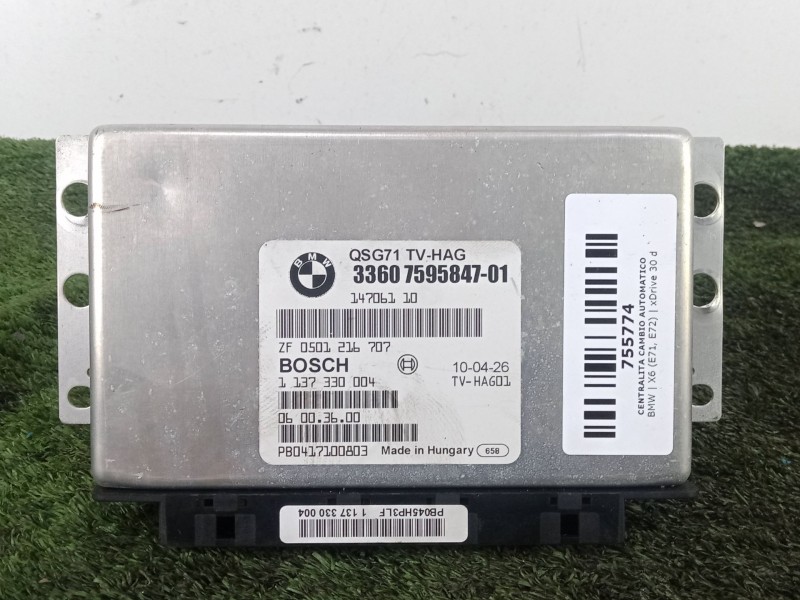 BMW
QSG71 TV-HAG
3360 7595847-01
147061 10
ZF 0501 216 707
BOSCH
10-04-26
1 137 330 004
TV-HAG01
06 00.36.00
PB0417100803
Made in Hungary
658
PB045HP3LF 1 137 330 004
755774
CENTRALITA CAMBIO AUTOMATICO
BMW | X6 (E71, E72) | xDrive 30 d